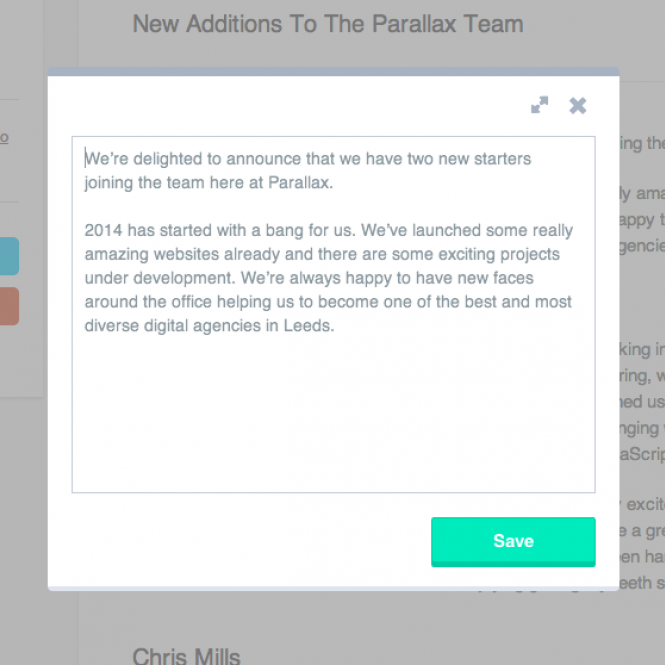 New Additions To The Parallax Team
We're delighted to announce that we have two new starters
joining the team here at Parallax.
2014 has started with a bang for us. We've launched some really
amazing websites already and there are some exciting projects
under development. We're always happy to have new faces
around the office helping us to become one of the best and most
diverse digital agencies in Leeds.
Save
Chris Mills